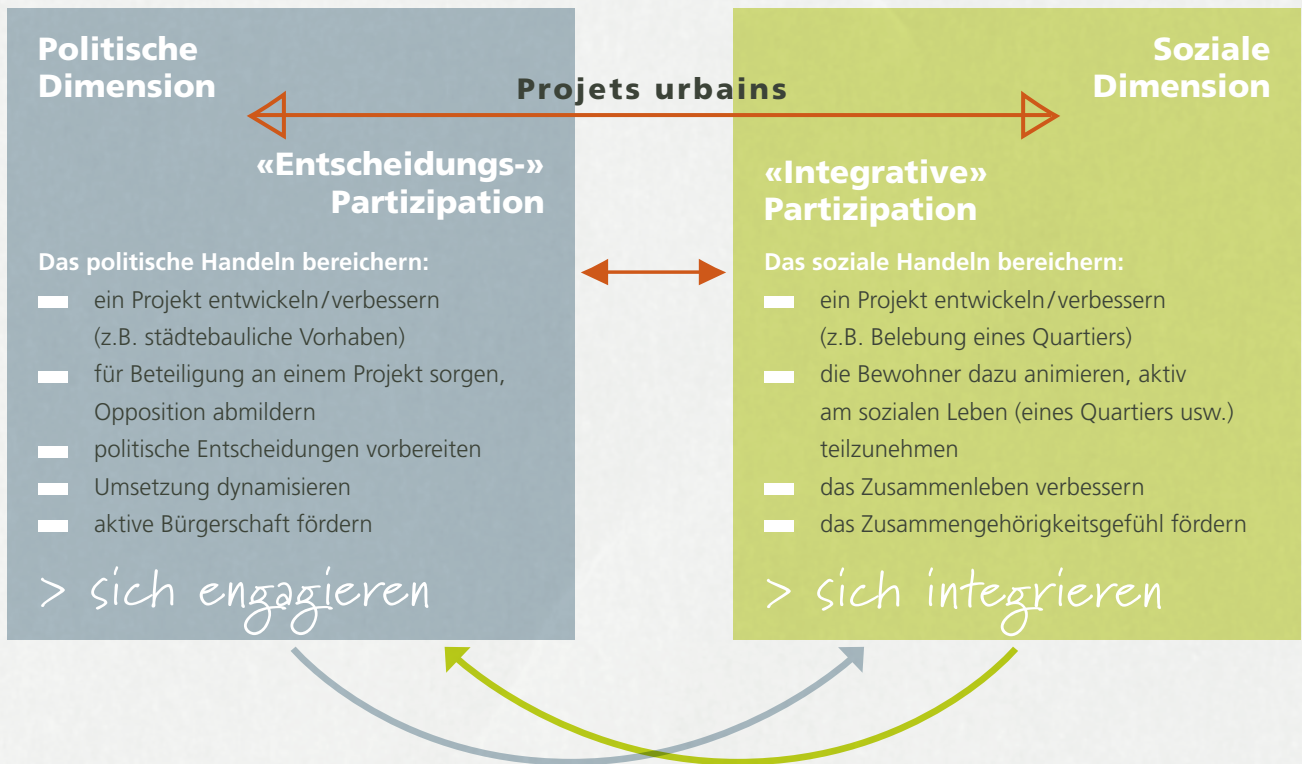 Politische
Dimension
Projets urbains
Soziale
Dimension
«Entscheidungs-»
Partizipation
Das politische Handeln bereichern:
ein Projekt entwickeln/verbessern
(z.B. städtebauliche Vorhaben)
für Beteiligung an einem Projekt sorgen,
Opposition abmildern
politische Entscheidungen vorbereiten
Umsetzung dynamisieren
aktive Bürgerschaft fördern
> sich engagieren
«Integrative»
Partizipation
Das soziale Handeln bereichern:
ein Projekt entwickeln/verbessern
(z.B. Belebung eines Quartiers)
die Bewohner dazu animieren, aktiv
am sozialen Leben (eines Quartiers usw.)
teilzunehmen
das Zusammenleben verbessern
das Zusammengehörigkeitsgefühl fördern
> sich integrieren